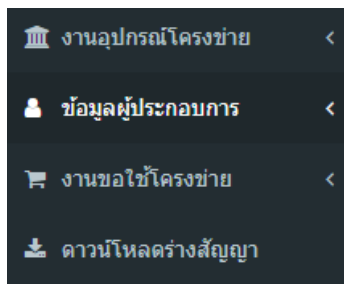 งานอุปกรณ์โครงข่าย
ข้อมูลผู้ประกอบการ
งานขอใช้โครงข่าย
ดาวน์โหลดร่างสัญญา